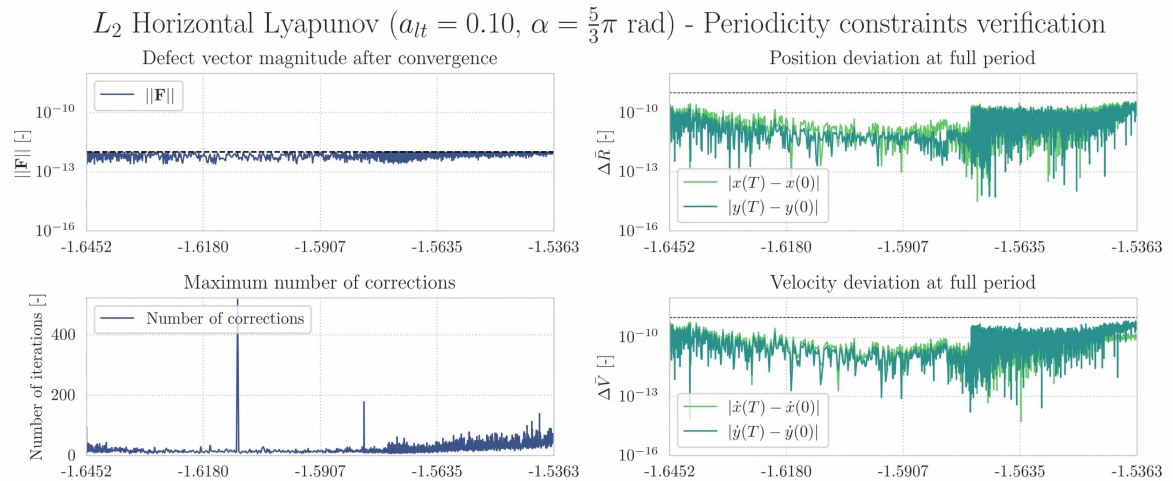 L₂ Horizontal Lyapunov (aₗₜ = 0.10, α = 5/3 π rad) - Periodicity constraints verification
Defect vector magnitude after convergence
||F|| [-]
10⁻¹⁰
10⁻¹³
10⁻¹⁶
||F||
-1.6452 -1.6180 -1.5907 -1.5635 -1.5363
Position deviation at full period
ΔR̄ [-]
10⁻¹⁰
10⁻¹³
10⁻¹⁶
|x(T) − x(0)|
|y(T) − y(0)|
-1.6452 -1.6180 -1.5907 -1.5635 -1.5363
Maximum number of corrections
Number of iterations [-]
400
200
0
Number of corrections
-1.6452 -1.6180 -1.5907 -1.5635 -1.5363
Velocity deviation at full period
ΔV̄ [-]
10⁻¹⁰
10⁻¹³
10⁻¹⁶
|ẋ(T) − ẋ(0)|
|ẏ(T) − ẏ(0)|
-1.6452 -1.6180 -1.5907 -1.5635 -1.5363